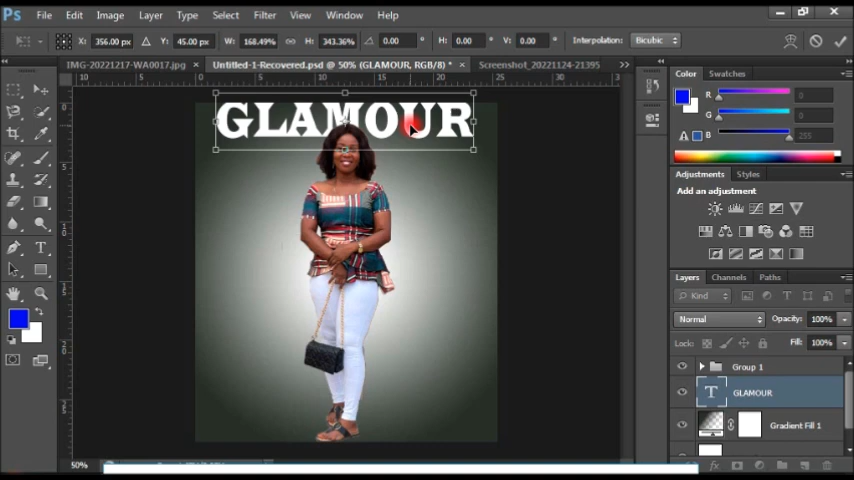 Ps File Edit Image Layer Type Select Filter View Window Help
X: 356.00 px Y: 45.00 px W: 168.49% H: 343.36% 0.00 ° H: 0.00 ° V: 0.00 ° Interpolation: Bicubic
IMG-20221217-WA0017.jpg × Untitled-1-Recovered.psd @ 50% (GLAMOUR, RGB/8) * × Screenshot_20221124-21395
GLAMOUR
Color Swatches
R 0
G 0
B 255
Adjustments Styles
Add an adjustment
Layers Channels Paths
Kind
Normal Opacity: 100%
Lock: Fill: 100%
Group 1
T GLAMOUR
Gradient Fill 1
fx
50%